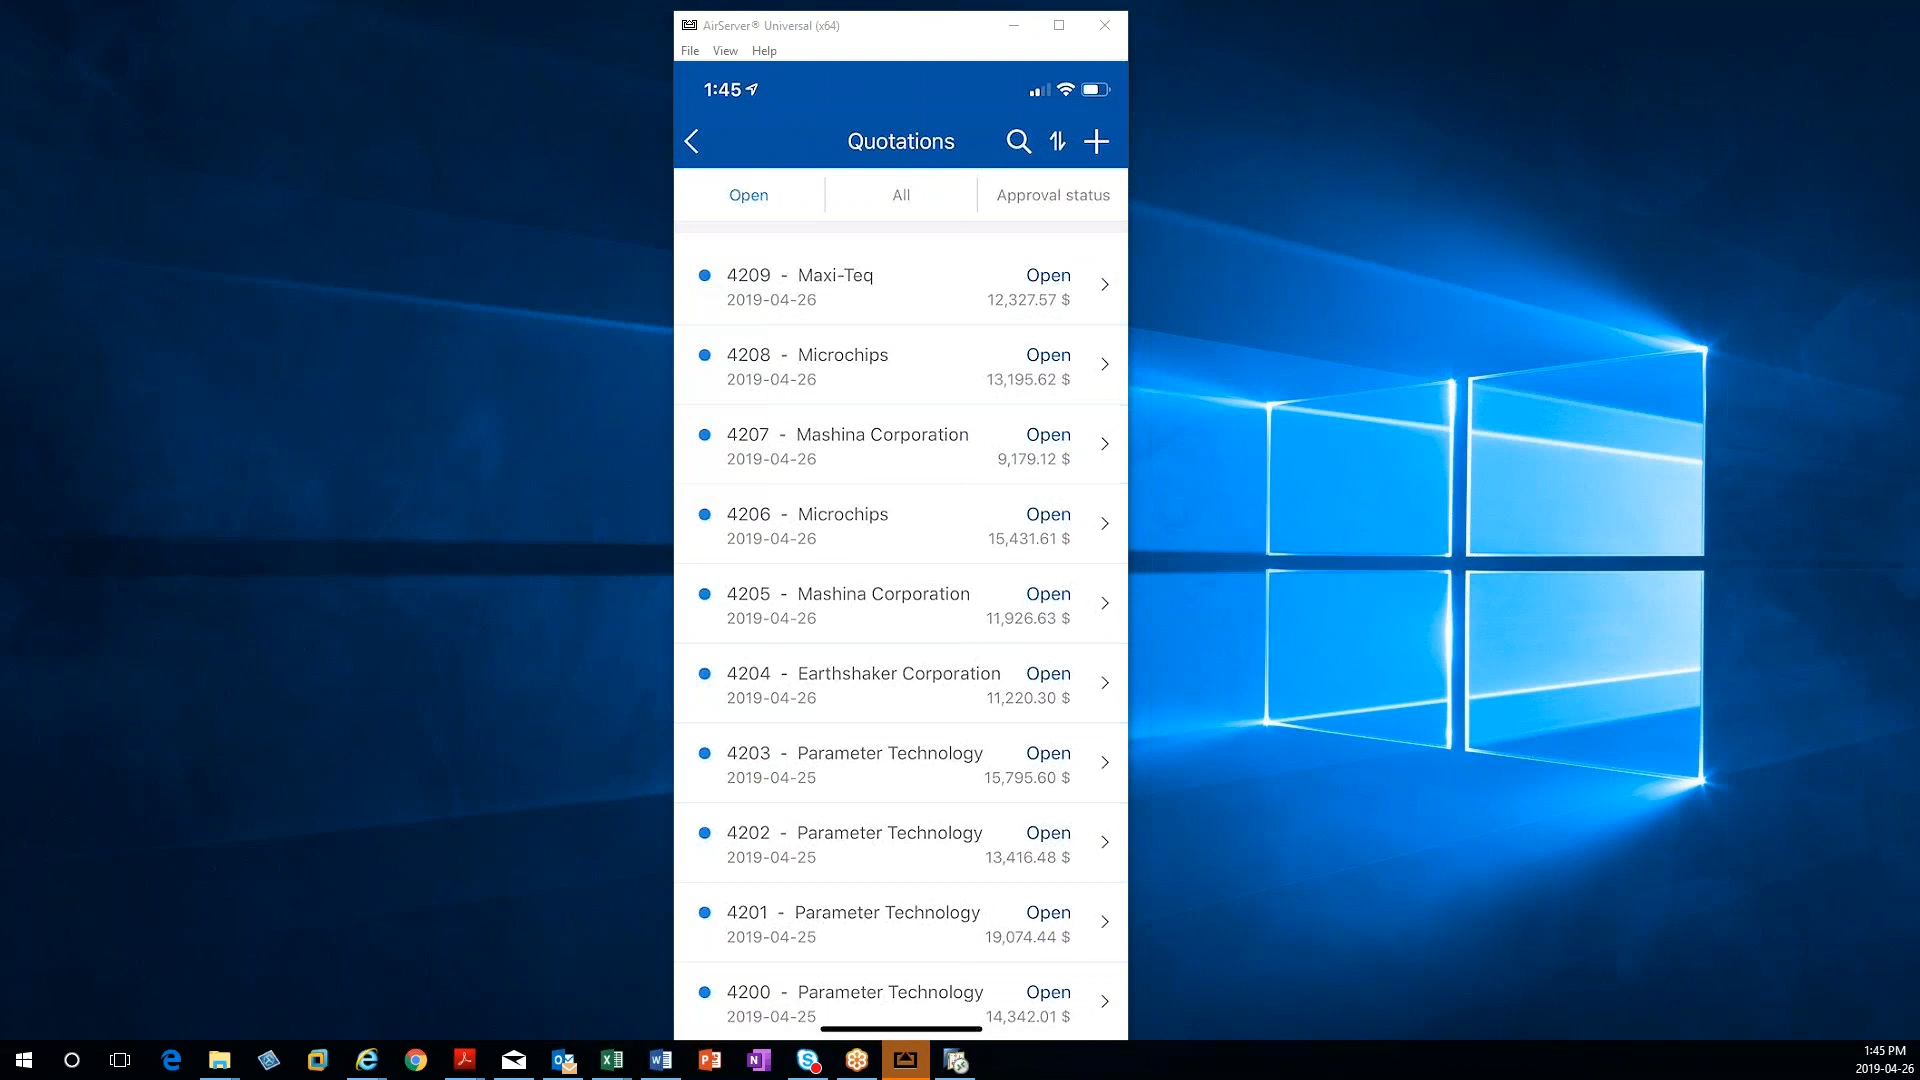 AirServer® Universal (x64)
File View Help
1:45
Quotations
Open All Approval status
4209 - Maxi-Teq Open
2019-04-26 12,327.57 $
4208 - Microchips Open
2019-04-26 13,195.62 $
4207 - Mashina Corporation Open
2019-04-26 9,179.12 $
4206 - Microchips Open
2019-04-26 15,431.61 $
4205 - Mashina Corporation Open
2019-04-26 11,926.63 $
4204 - Earthshaker Corporation Open
2019-04-26 11,220.30 $
4203 - Parameter Technology Open
2019-04-25 15,795.60 $
4202 - Parameter Technology Open
2019-04-25 13,416.48 $
4201 - Parameter Technology Open
2019-04-25 19,074.44 $
4200 - Parameter Technology Open
2019-04-25 14,342.01 $
1:45 PM
2019-04-26